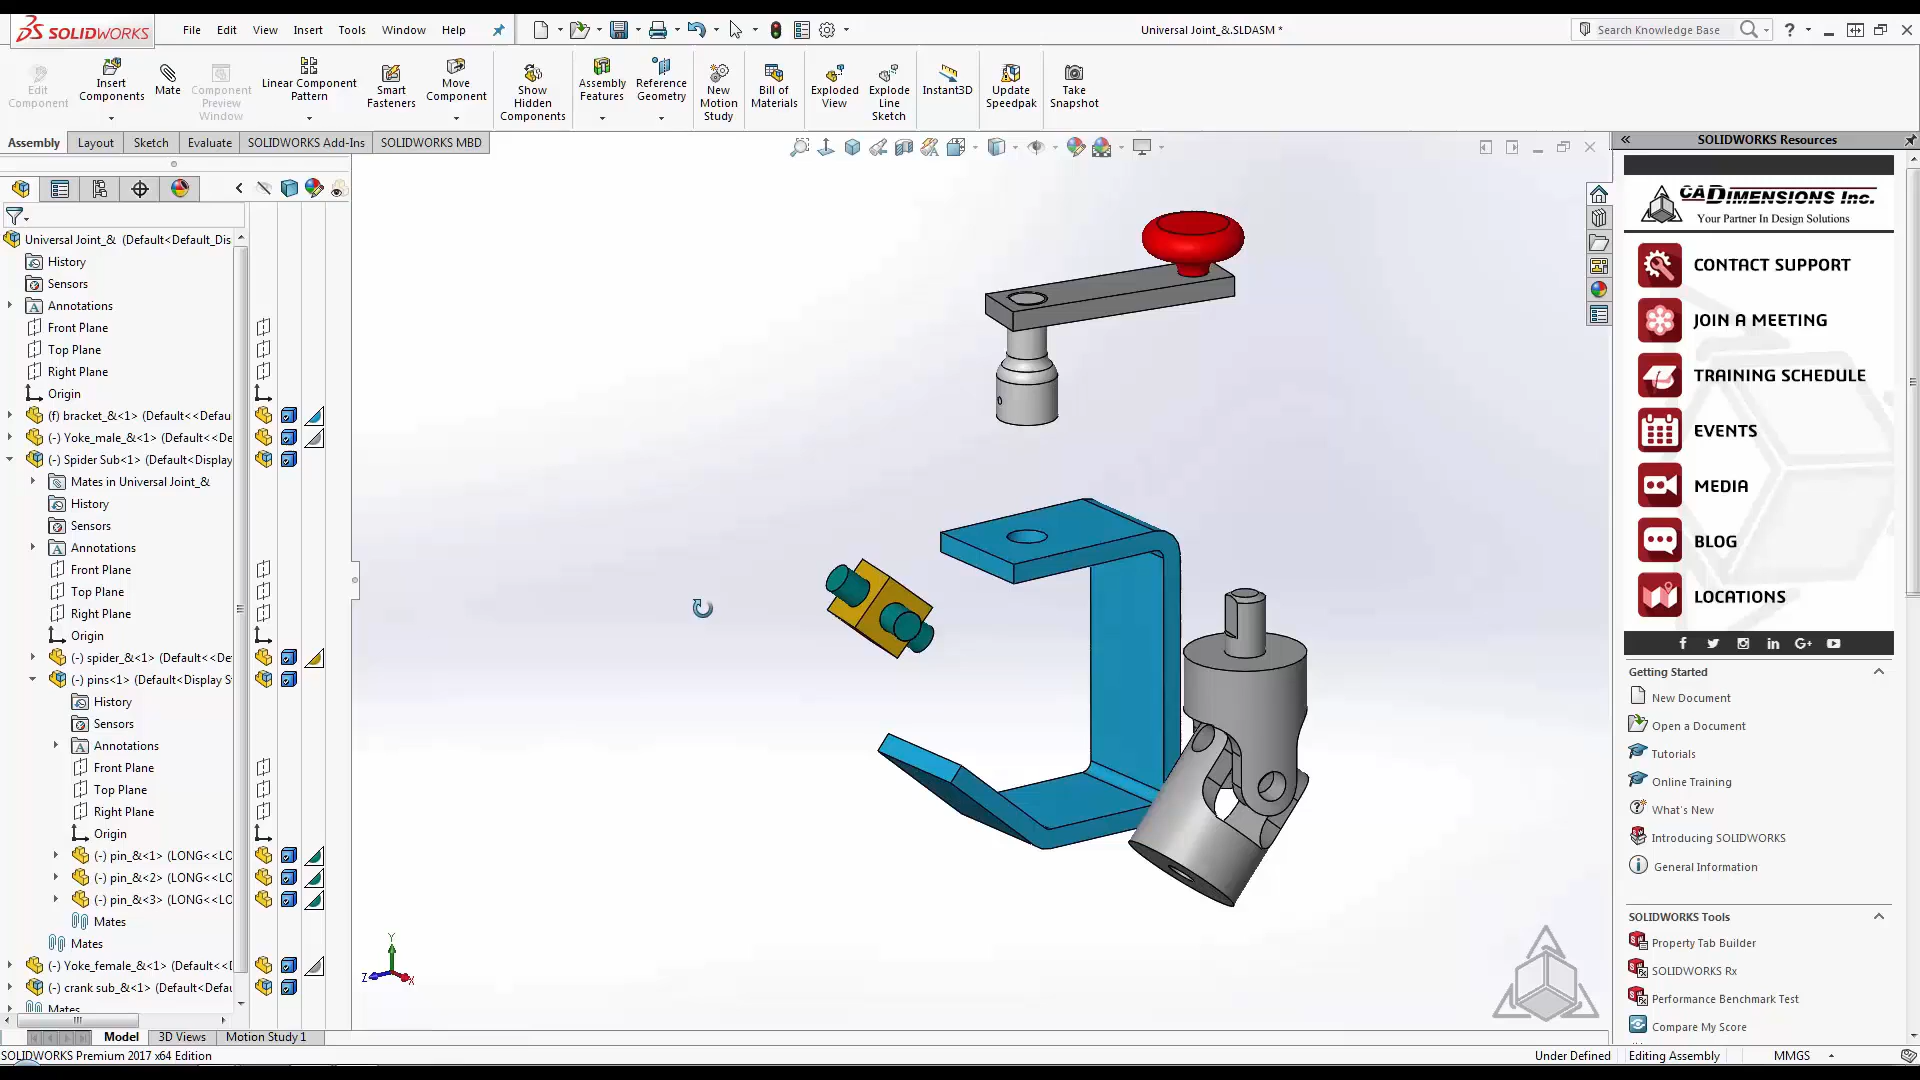 SOLIDWORKS
File Edit View Insert Tools Window Help
Universal Joint_&.SLDASM *
Search Knowledge Base
?
Edit Component
Insert Components
Mate
Component Preview Window
Linear Component Pattern
Smart Fasteners
Move Component
Show Hidden Components
Assembly Features
Reference Geometry
New Motion Study
Bill of Materials
Exploded View
Explode Line Sketch
Instant3D
Update Speedpak
Take Snapshot
Assembly Layout Sketch Evaluate SOLIDWORKS Add-Ins SOLIDWORKS MBD
Universal Joint_& (Default<Default_Dis
History
Sensors
Annotations
Front Plane
Top Plane
Right Plane
Origin
(f) bracket_&<1> (Default<<Defau
(-) Yoke_male_&<1> (Default<<De
(-) Spider Sub<1> (Default<Display
Mates in Universal Joint_&
History
Sensors
Annotations
Front Plane
Top Plane
Right Plane
Origin
(-) spider_&<1> (Default<<De
(-) pins<1> (Default<Display S
History
Sensors
Annotations
Front Plane
Top Plane
Right Plane
Origin
(-) pin_&<1> (LONG<<LO
(-) pin_&<2> (LONG<<LO
(-) pin_&<3> (LONG<<LO
Mates
Mates
(-) Yoke_female_&<1> (Default<<D
(-) crank sub_&<1> (Default<Defau
Mates
Y
Z
X
Model 3D Views Motion Study 1
SOLIDWORKS Premium 2017 x64 Edition
Under Defined Editing Assembly MMGS
SOLIDWORKS Resources
CADimensions Inc.
Your Partner In Design Solutions
CONTACT SUPPORT
JOIN A MEETING
TRAINING SCHEDULE
EVENTS
MEDIA
BLOG
LOCATIONS
Getting Started
New Document
Open a Document
Tutorials
Online Training
What's New
Introducing SOLIDWORKS
General Information
SOLIDWORKS Tools
Property Tab Builder
SOLIDWORKS Rx
Performance Benchmark Test
Compare My Score